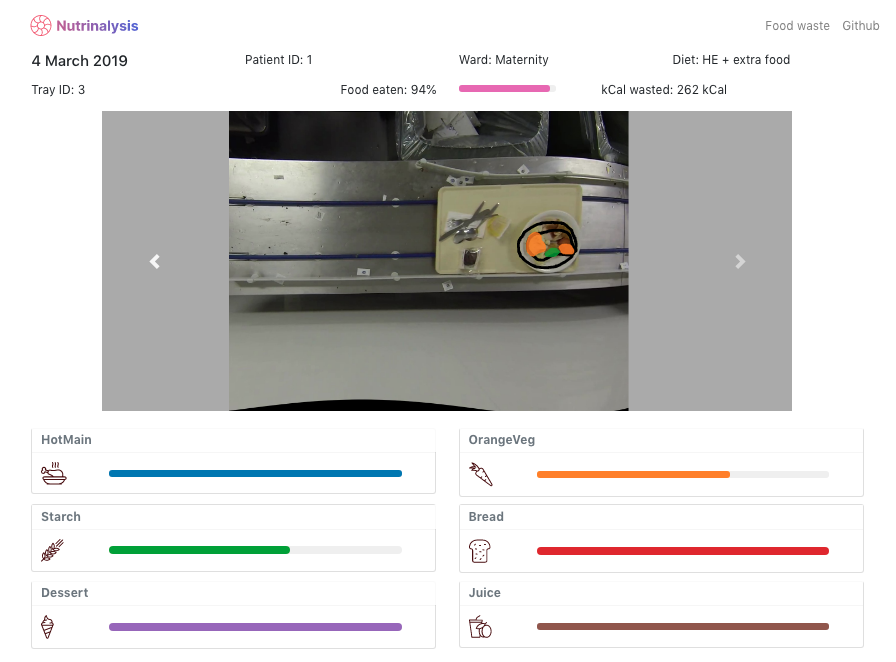 Nutrinalysis
Food waste Github
4 March 2019 Patient ID: 1 Ward: Maternity Diet: HE + extra food
Tray ID: 3 Food eaten: 94% kCal wasted: 262 kCal
HotMain
OrangeVeg
Starch
Bread
Dessert
Juice